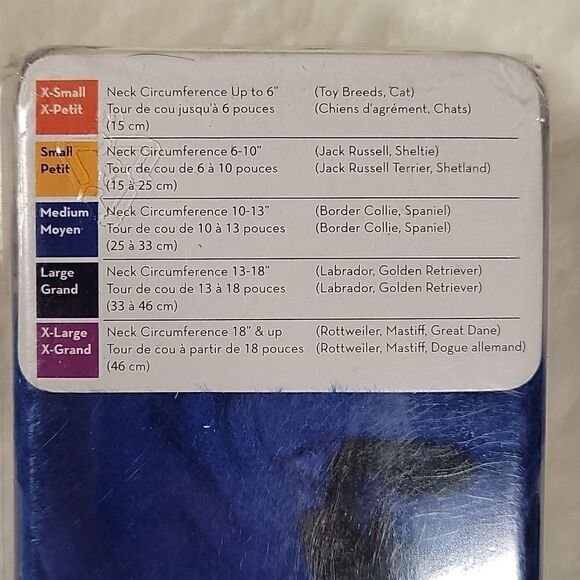 X-Small Neck Circumference Up to 6" (Toy Breeds, Cat)
X-Petit Tour de cou jusqu'à 6 pouces (Chiens d'agrément, Chats)
(15 cm)
Small Neck Circumference 6-10" (Jack Russell, Sheltie)
Petit Tour de cou de 6 à 10 pouces (Jack Russell Terrier, Shetland)
(15 à 25 cm)
Medium Neck Circumference 10-13" (Border Collie, Spaniel)
Moyen Tour de cou de 10 à 13 pouces (Border Collie, Spaniel)
(25 à 33 cm)
Large Neck Circumference 13-18" (Labrador, Golden Retriever)
Grand Tour de cou de 13 à 18 pouces (Labrador, Golden Retriever)
(33 à 46 cm)
X-Large Neck Circumference 18" & up (Rottweiler, Mastiff, Great Dane)
X-Grand Tour de cou à partir de 18 pouces (Rottweiler, Mastiff, Dogue allemand)
(46 cm)